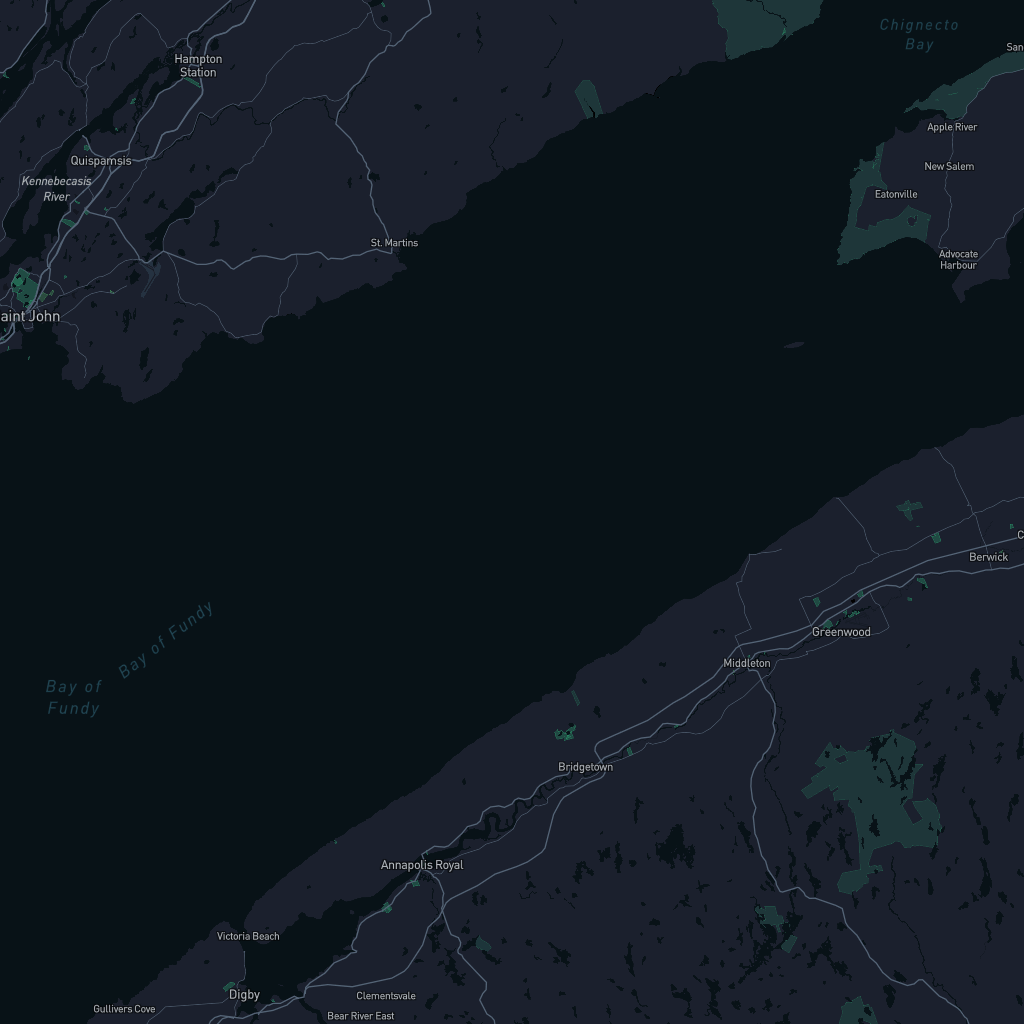 Chignecto
Bay
San
Hampton
Station
Apple River
Quispamsis
New Salem
Kennebecasis
River
Eatonville
St. Martins
Advocate
Harbour
aint John
C
Berwick
Bay of Fundy
Greenwood
Middleton
Bay of
Fundy
Bridgetown
Annapolis Royal
Victoria Beach
Digby
Clementsvale
Gullivers Cove
Bear River East